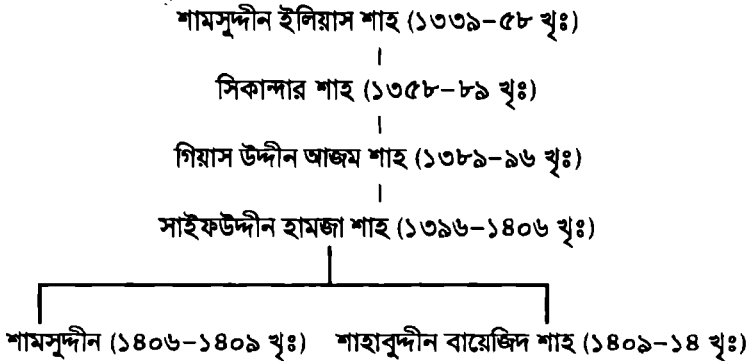 শামসুদ্দীন ইলিয়াস শাহ (১৩৩৯–৫৮ খৃঃ)
সিকান্দার শাহ (১৩৫৮–৮৯ খৃঃ)
গিয়াস উদ্দীন আজম শাহ (১৩৮৯–৯৬ খৃঃ)
সাইফউদ্দীন হামজা শাহ (১৩৯৬–১৪০৬ খৃঃ)
শামসুদ্দীন (১৪০৬–১৪০৯ খৃঃ) শাহাবুদ্দীন বায়েজিদ শাহ (১৪০৯–১৪ খৃঃ)